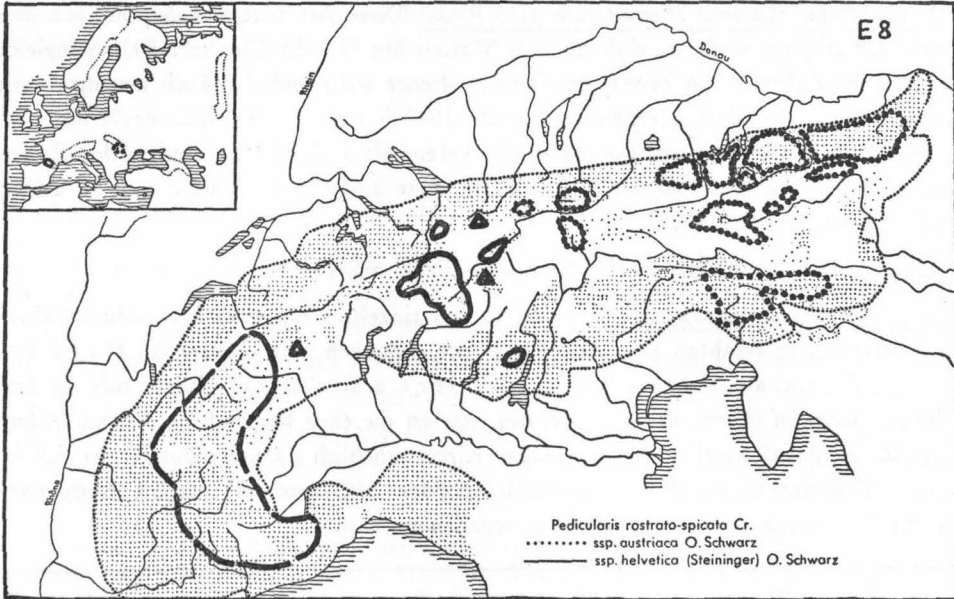 E8
Donau
Rhein
Rhône
Pedicularis rostrato-spicata Cr.
ssp. austriaca O. Schwarz
ssp. helvetica (Steininger) O. Schwarz